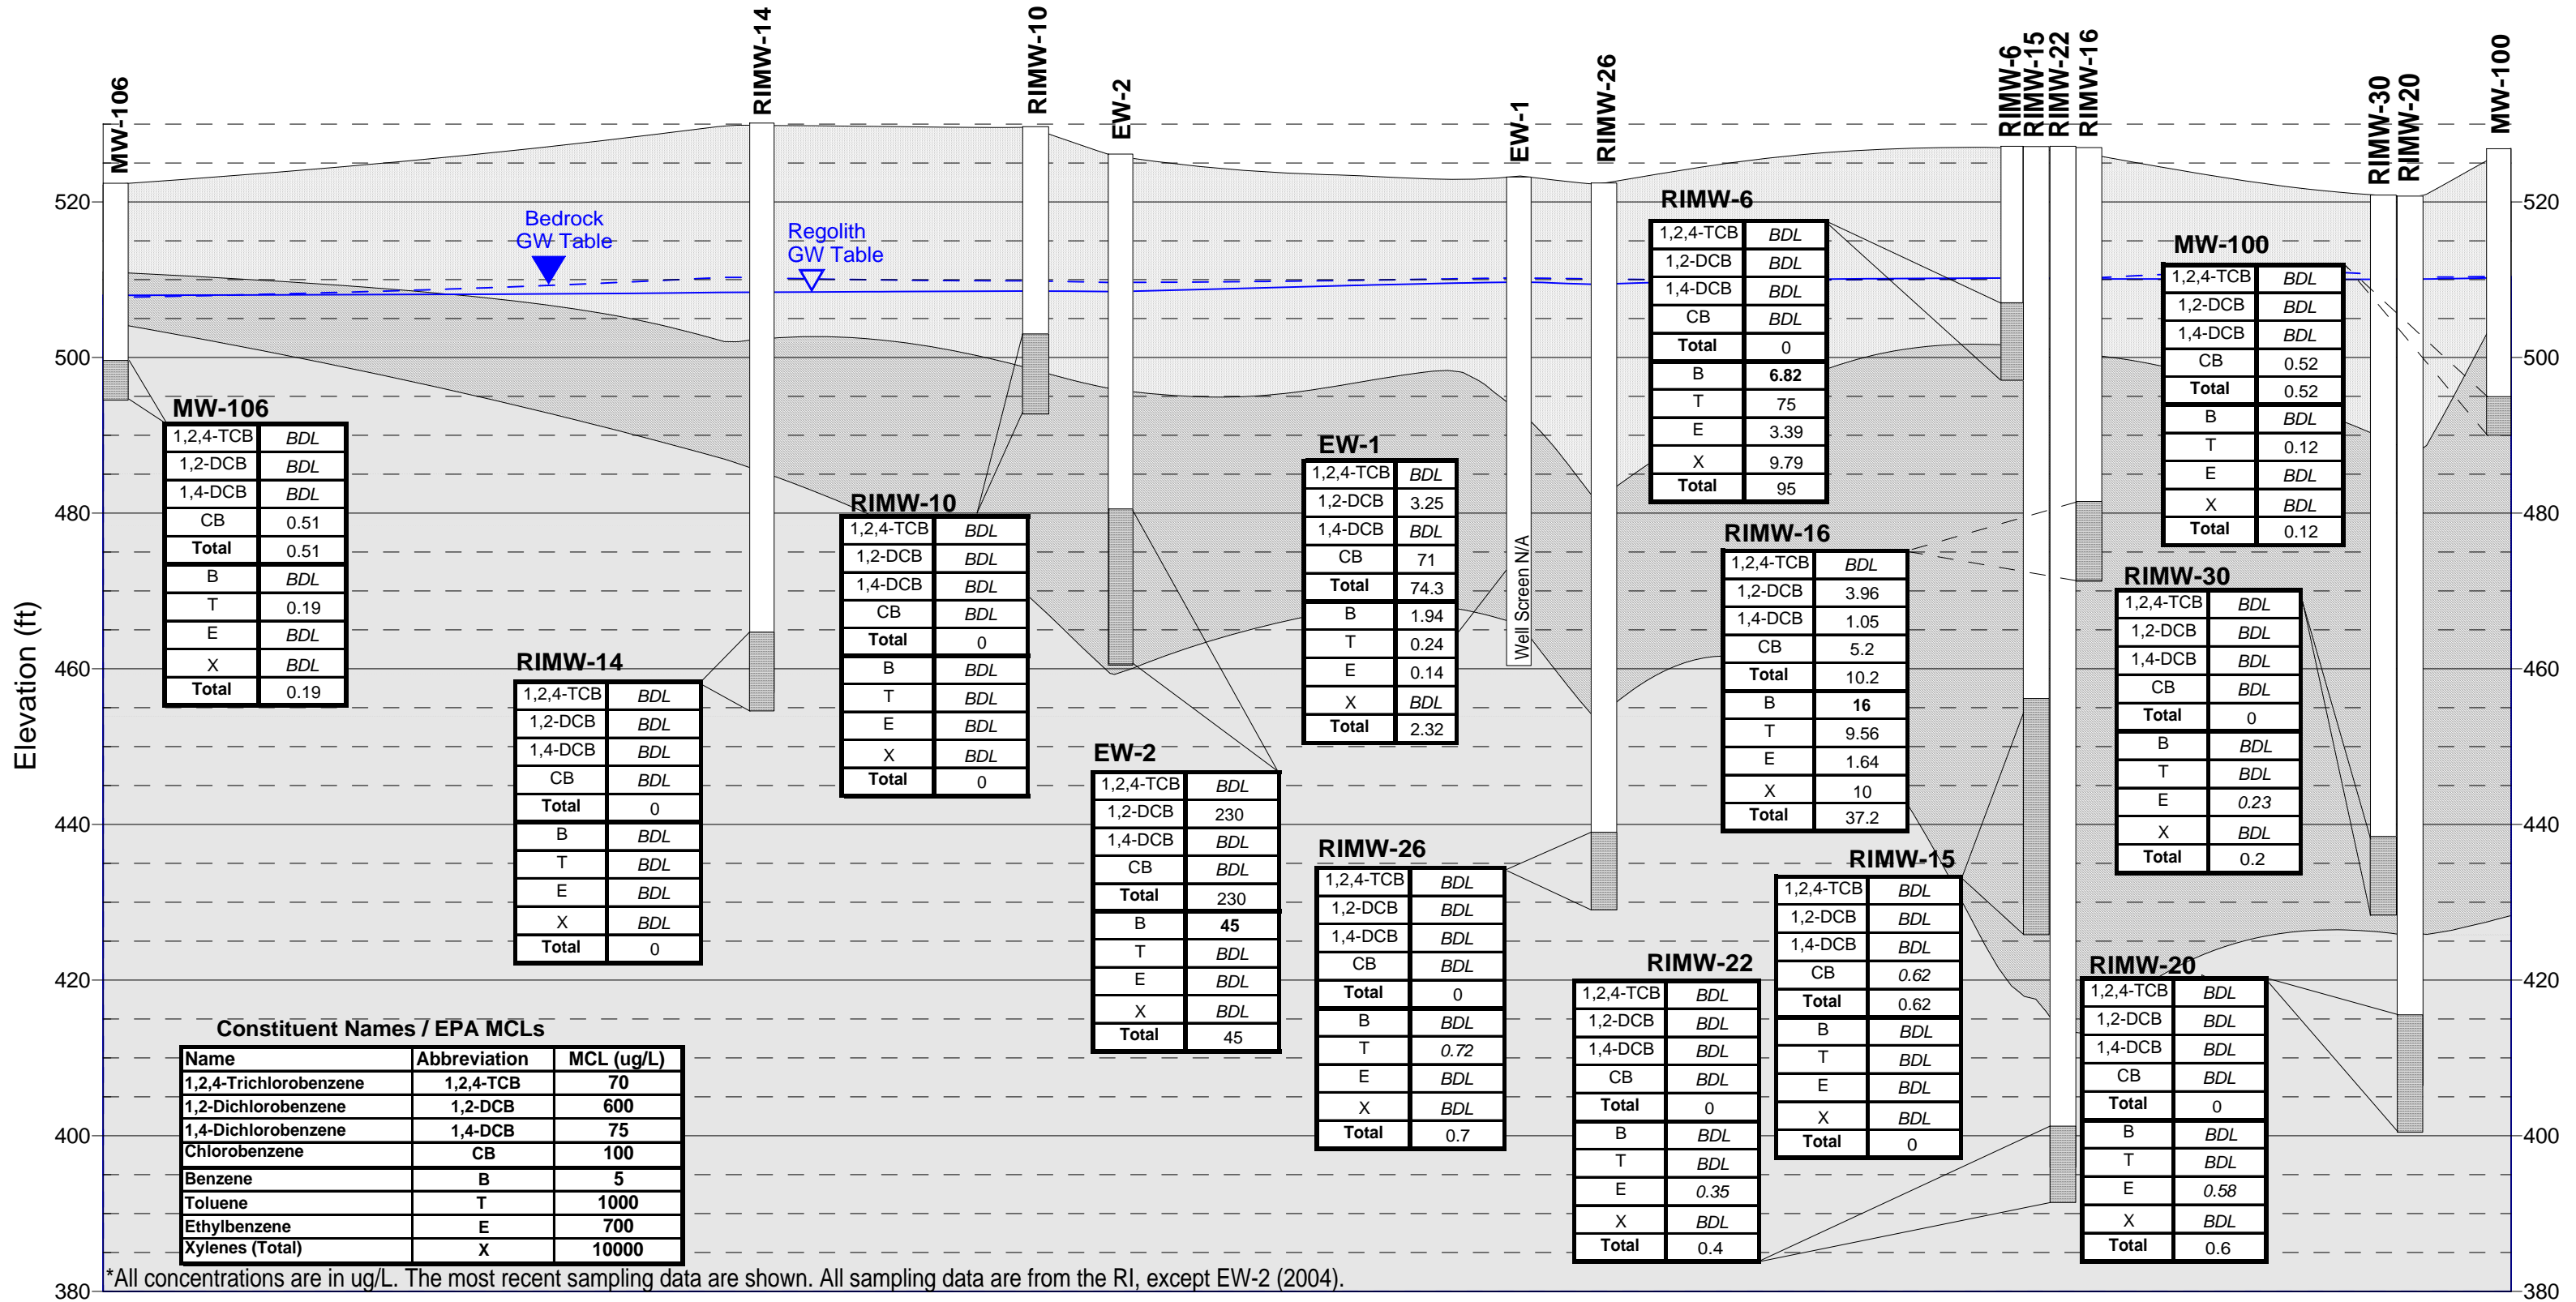 MW-106
RIMW-14
RIMW-10
EW-2
EW-1
RIMW-26
RIMW-6
RIMW-15
RIMW-22
RIMW-16
RIMW-30
RIMW-20
MW-100
Elevation (ft)
520
500
480
460
440
420
400
380
520
500
480
460
440
420
400
380
Bedrock
GW Table
Regolith
GW Table
Well Screen N/A
MW-106
1,2,4-TCB BDL
1,2-DCB BDL
1,4-DCB BDL
CB 0.51
Total 0.51
B BDL
T 0.19
E BDL
X BDL
Total 0.19
RIMW-14
1,2,4-TCB BDL
1,2-DCB BDL
1,4-DCB BDL
CB BDL
Total 0
B BDL
T BDL
E BDL
X BDL
Total 0
RIMW-10
1,2,4-TCB BDL
1,2-DCB BDL
1,4-DCB BDL
CB BDL
Total 0
B BDL
T BDL
E BDL
X BDL
Total 0
EW-2
1,2,4-TCB BDL
1,2-DCB 230
1,4-DCB BDL
CB BDL
Total 230
B 45
T BDL
E BDL
X BDL
Total 45
EW-1
1,2,4-TCB BDL
1,2-DCB 3.25
1,4-DCB BDL
CB 71
Total 74.3
B 1.94
T 0.24
E 0.14
X BDL
Total 2.32
RIMW-26
1,2,4-TCB BDL
1,2-DCB BDL
1,4-DCB BDL
CB BDL
Total 0
B BDL
T 0.72
E BDL
X BDL
Total 0.7
RIMW-6
1,2,4-TCB BDL
1,2-DCB BDL
1,4-DCB BDL
CB BDL
Total 0
B 6.82
T 75
E 3.39
X 9.79
Total 95
RIMW-16
1,2,4-TCB BDL
1,2-DCB 3.96
1,4-DCB 1.05
CB 5.2
Total 10.2
B 16
T 9.56
E 1.64
X 10
Total 37.2
RIMW-22
1,2,4-TCB BDL
1,2-DCB BDL
1,4-DCB BDL
CB BDL
Total 0
B BDL
T BDL
E 0.35
X BDL
Total 0.4
RIMW-15
1,2,4-TCB BDL
1,2-DCB BDL
1,4-DCB BDL
CB 0.62
Total 0.62
B BDL
T BDL
E BDL
X BDL
Total 0
MW-100
1,2,4-TCB BDL
1,2-DCB BDL
1,4-DCB BDL
CB 0.52
Total 0.52
B BDL
T 0.12
E BDL
X BDL
Total 0.12
RIMW-30
1,2,4-TCB BDL
1,2-DCB BDL
1,4-DCB BDL
CB BDL
Total 0
B BDL
T BDL
E 0.23
X BDL
Total 0.2
RIMW-20
1,2,4-TCB BDL
1,2-DCB BDL
1,4-DCB BDL
CB BDL
Total 0
B BDL
T BDL
E 0.58
X BDL
Total 0.6
Constituent Names / EPA MCLs
Name Abbreviation MCL (ug/L)
1,2,4-Trichlorobenzene 1,2,4-TCB 70
1,2-Dichlorobenzene 1,2-DCB 600
1,4-Dichlorobenzene 1,4-DCB 75
Chlorobenzene CB 100
Benzene B 5
Toluene T 1000
Ethylbenzene E 700
Xylenes (Total) X 10000
*All concentrations are in ug/L. The most recent sampling data are shown. All sampling data are from the RI, except EW-2 (2004).